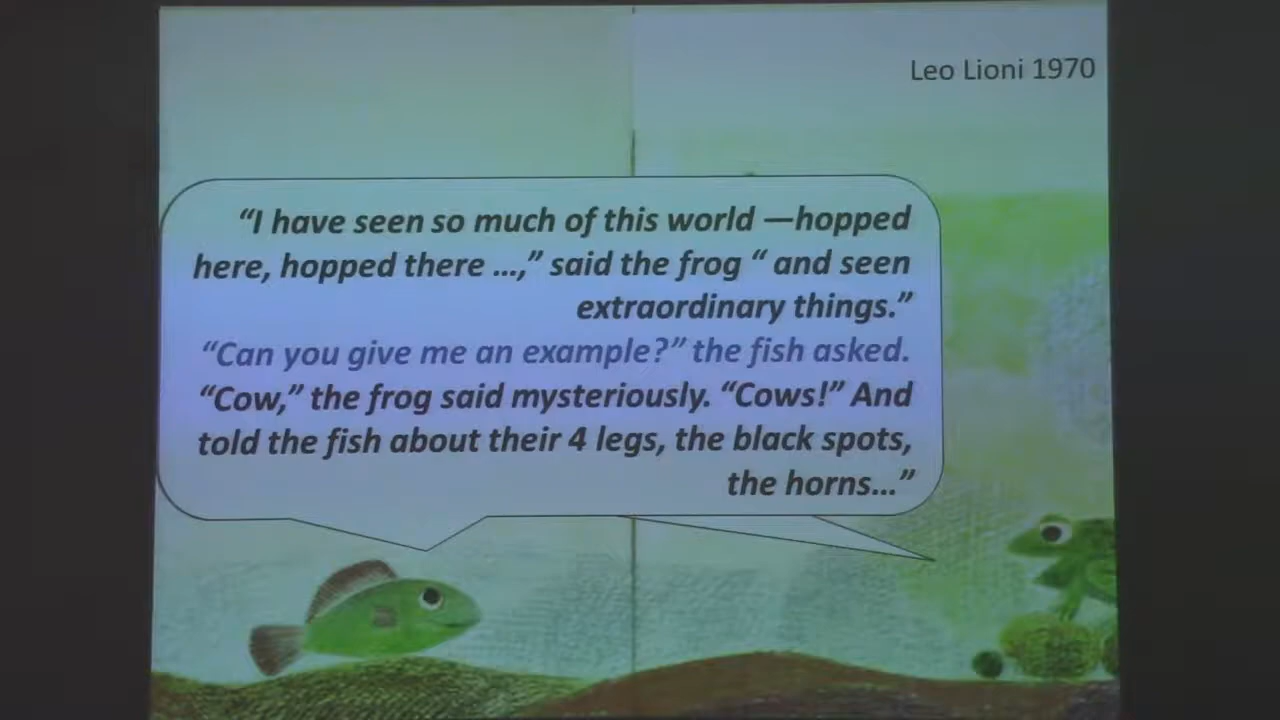 Leo Lioni 1970
“I have seen so much of this world —hopped
here, hopped there …,” said the frog “ and seen
extraordinary things.”
“Can you give me an example?” the fish asked.
“Cow,” the frog said mysteriously. “Cows!” And
told the fish about their 4 legs, the black spots,
the horns…”